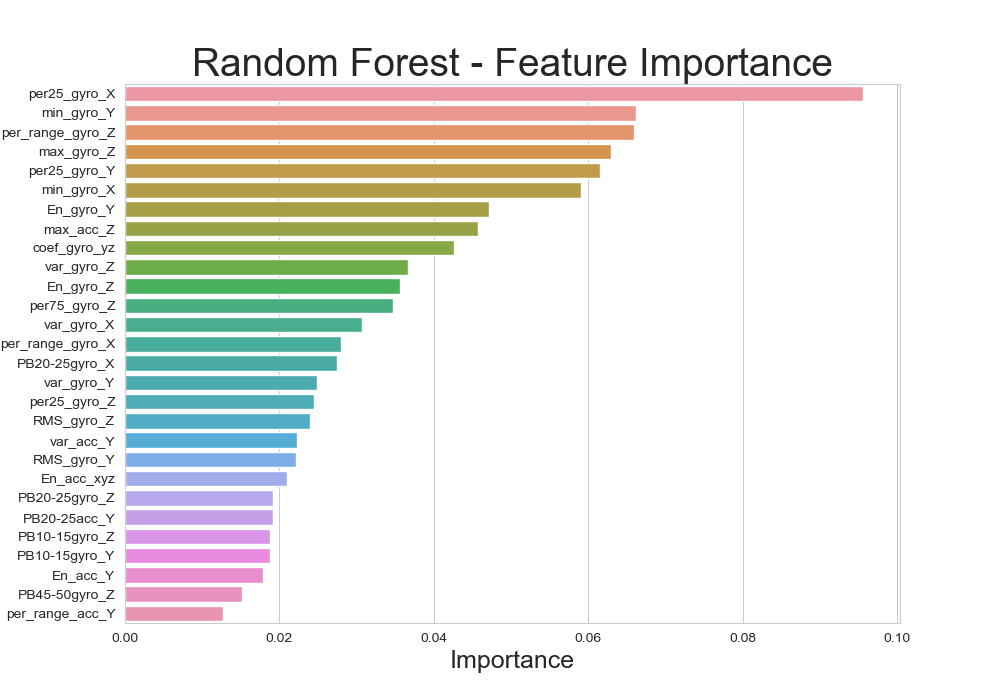 Random Forest - Feature Importance
per25_gyro_X
min_gyro_Y
per_range_gyro_Z
max_gyro_Z
per25_gyro_Y
min_gyro_X
En_gyro_Y
max_acc_Z
coef_gyro_yz
var_gyro_Z
En_gyro_Z
per75_gyro_Z
var_gyro_X
per_range_gyro_X
PB20-25gyro_X
var_gyro_Y
per25_gyro_Z
RMS_gyro_Z
var_acc_Y
RMS_gyro_Y
En_acc_xyz
PB20-25gyro_Z
PB20-25acc_Y
PB10-15gyro_Z
PB10-15gyro_Y
En_acc_Y
PB45-50gyro_Z
per_range_acc_Y
0.00 0.02 0.04 0.06 0.08 0.10
Importance